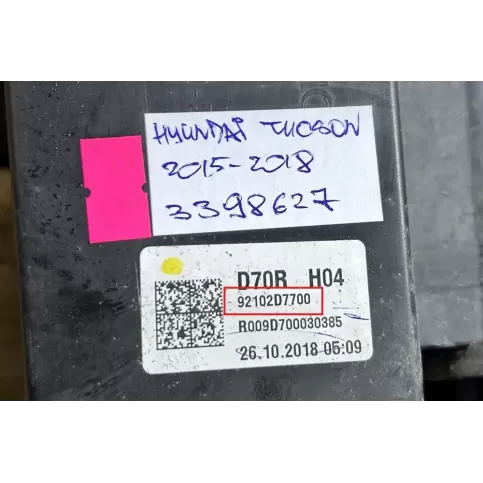 HYUNDAI TUCSON
2015-2018
3398627
D70R H04
92102D7700
R009D700030385
26.10.2018 05:09